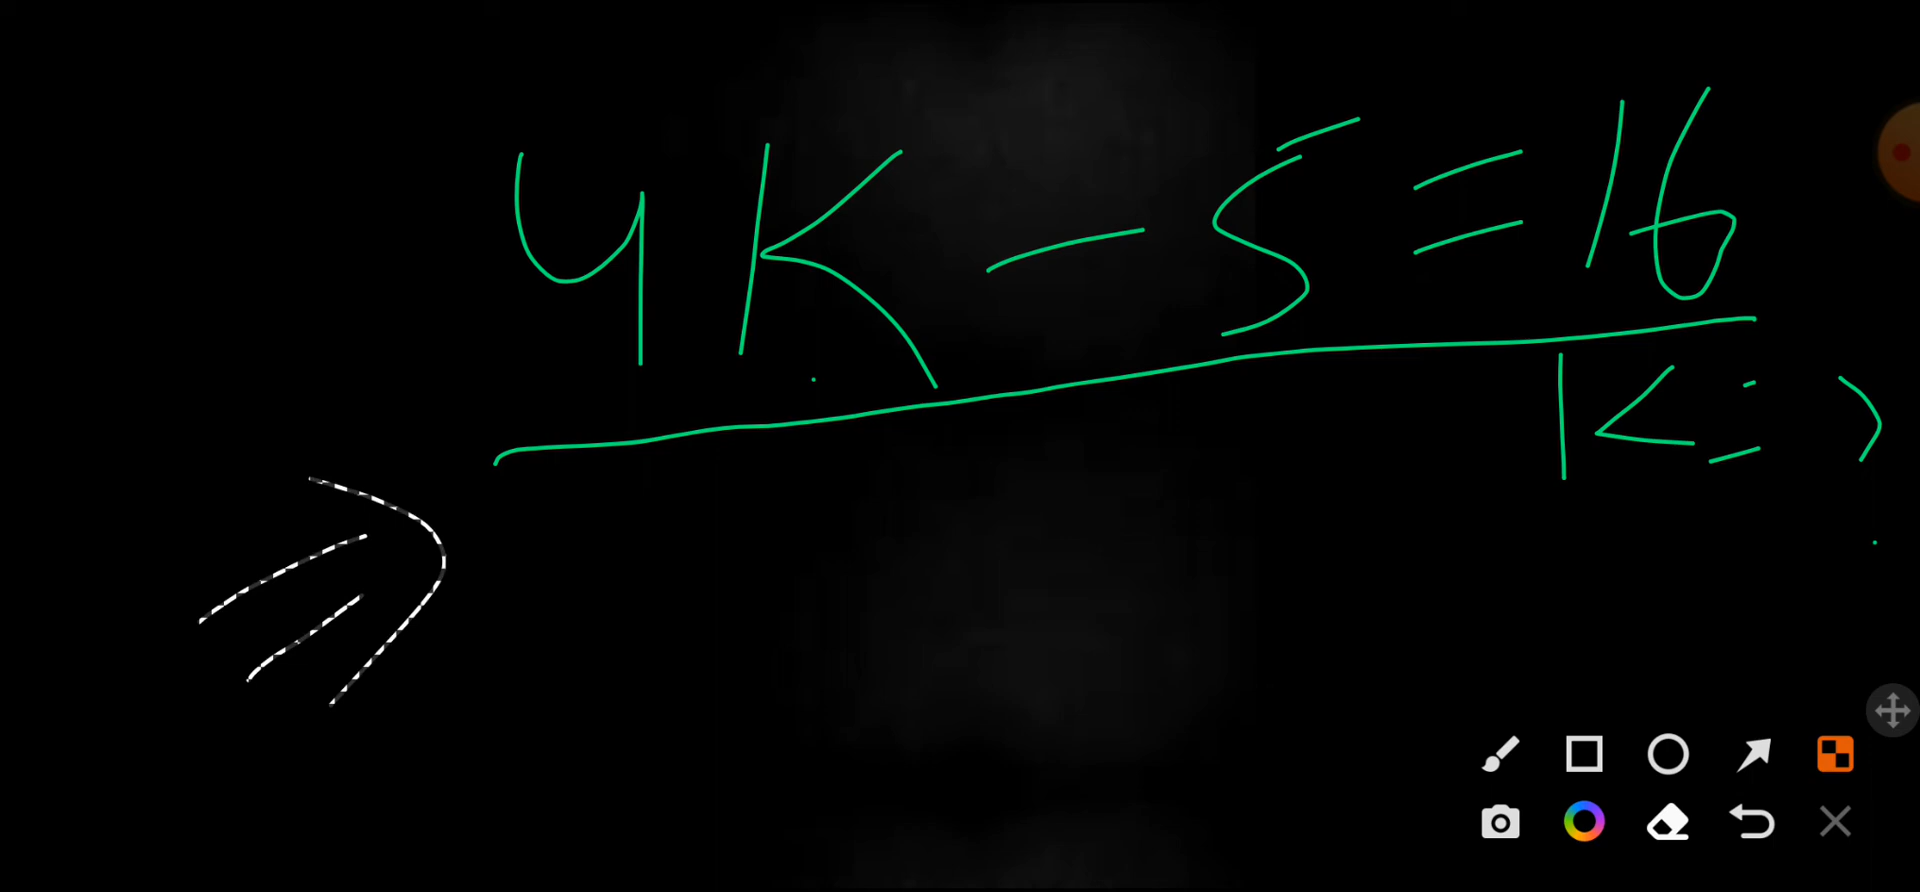 4K - 5 = 16
K = ?